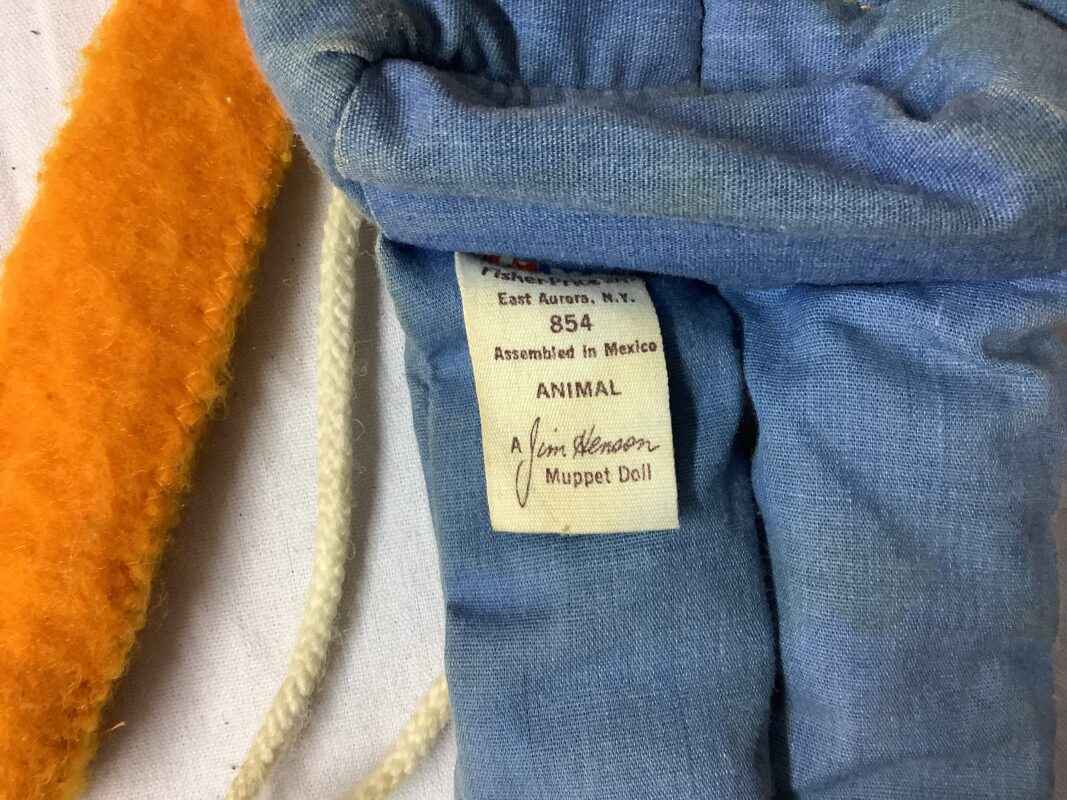 Fisher-Price
East Aurora, N.Y.
854
Assembled in Mexico
ANIMAL
A Jim Henson
Muppet Doll